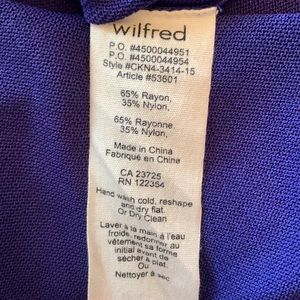 Wilfred
P.O. #4500044951
P.O. #4500044954
Style #CKN4-3414-15
Article #53601
65% Rayon,
35% Nylon,
65% Rayonne,
35% Nylon,
Made in China
Fabriqué en China
CA 23725
RN 122354
Hand wash cold, reshape
and dry flat.
Or Dry Clean
Laver à la main à l'eau
froide, redonner au
vêtement sa forme
initial avant de
sécher à plat.
Ou
Nettoyer à sec